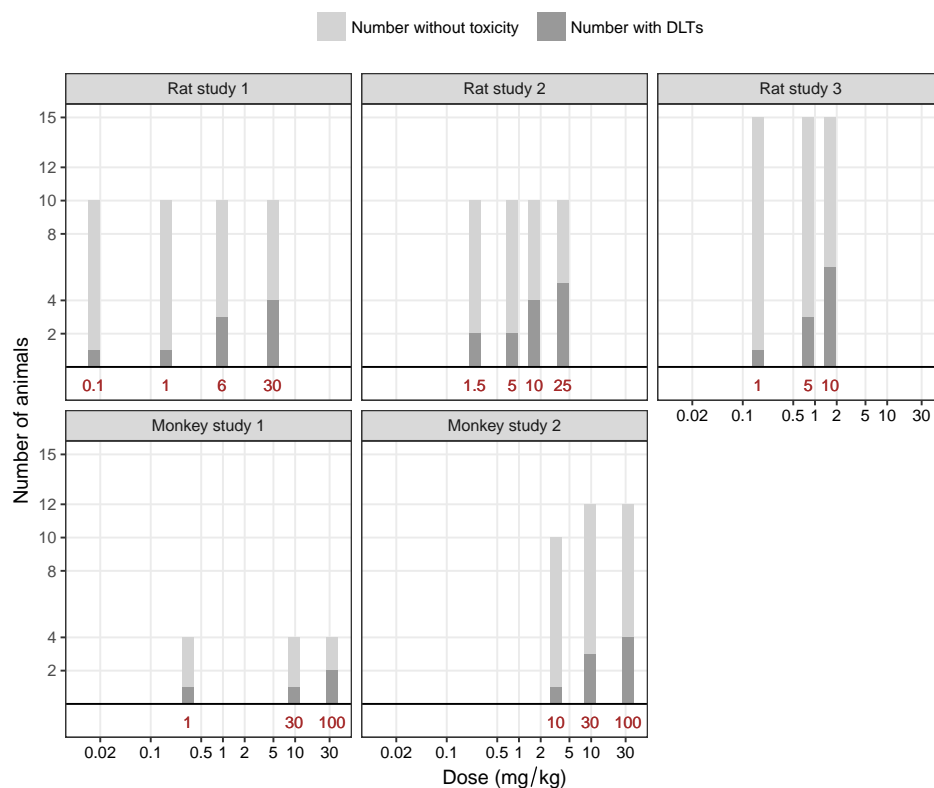 Number without toxicity Number with DLTs
Rat study 1 Rat study 2 Rat study 3
15
12
10
8
4
2
0.1 1 6 30 1.5 5 10 25 1 5 10
0.02 0.1 0.5 1 2 5 10 30
Monkey study 1 Monkey study 2
15
12
10
8
4
2
1 30 100 10 30 100
0.02 0.1 0.5 1 2 5 10 30 0.02 0.1 0.5 1 2 5 10 30
Number of animals
Dose (mg/kg)